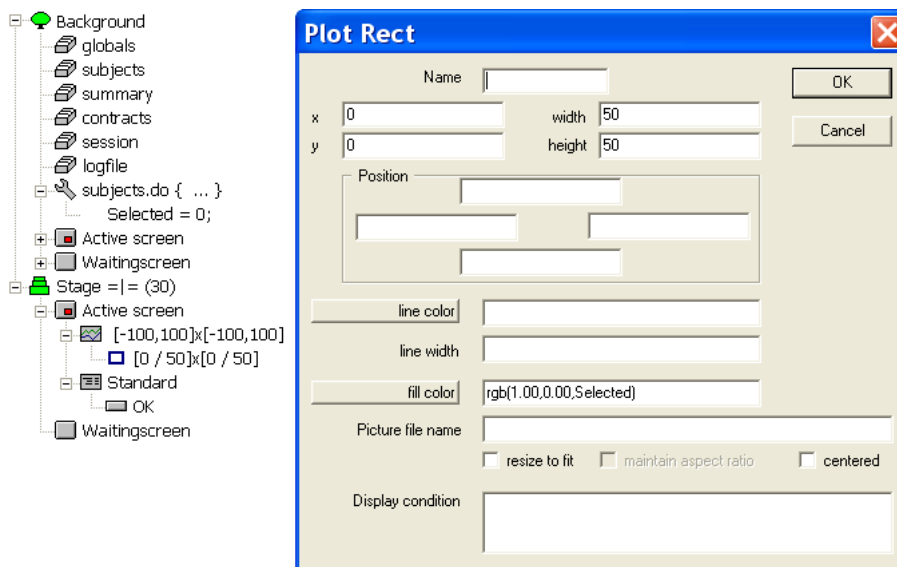 Background
globals
subjects
summary
contracts
session
logfile
subjects.do { ... }
Selected = 0;
Active screen
Waitingscreen
Stage =|= (30)
Active screen
[-100,100]x[-100,100]
[0 / 50]x[0 / 50]
Standard
OK
Waitingscreen
Plot Rect
Name
OK
x 0 width 50
Cancel
y 0 height 50
Position
line color
line width
fill color rgb(1.00,0.00,Selected)
Picture file name
resize to fit maintain aspect ratio centered
Display condition